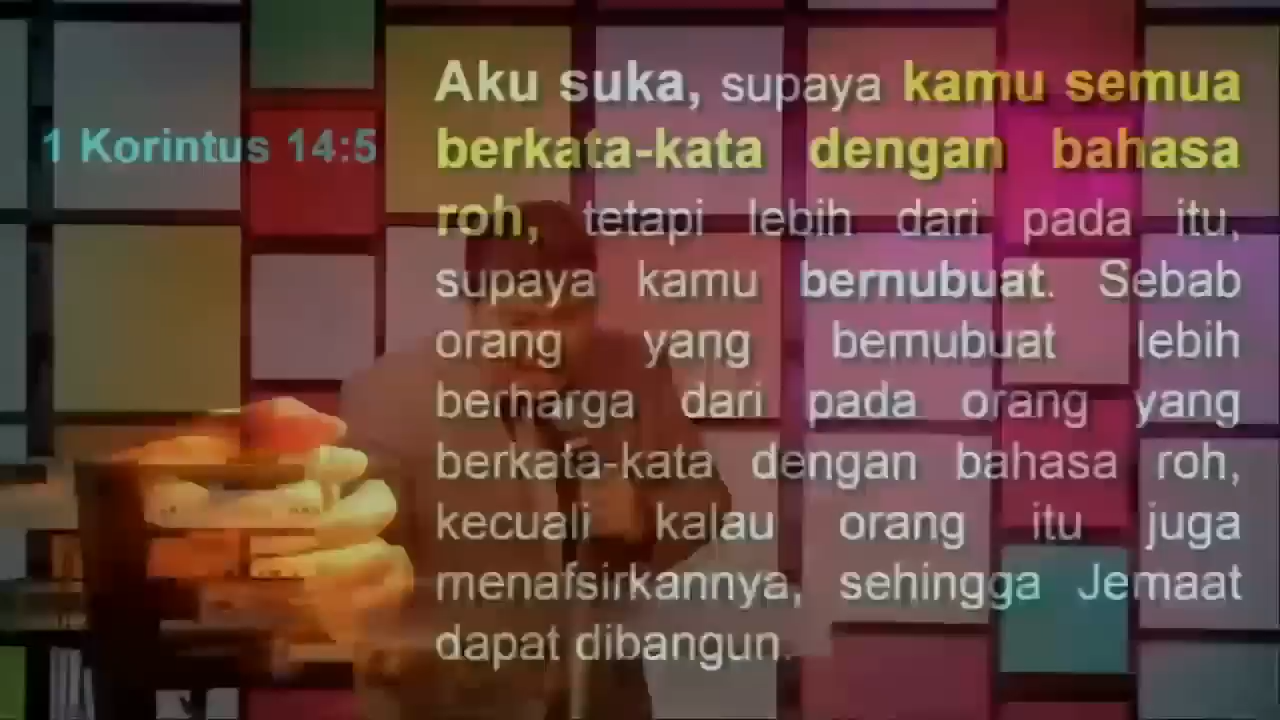 1 Korintus 14:5
Aku suka, supaya kamu semua
berkata-kata dengan bahasa
roh, tetapi lebih dari pada itu,
supaya kamu bernubuat. Sebab
orang yang bernubuat lebih
berharga dari pada orang yang
berkata-kata dengan bahasa roh,
kecuali kalau orang itu juga
menafsirkannya, sehingga Jemaat
dapat dibangun.